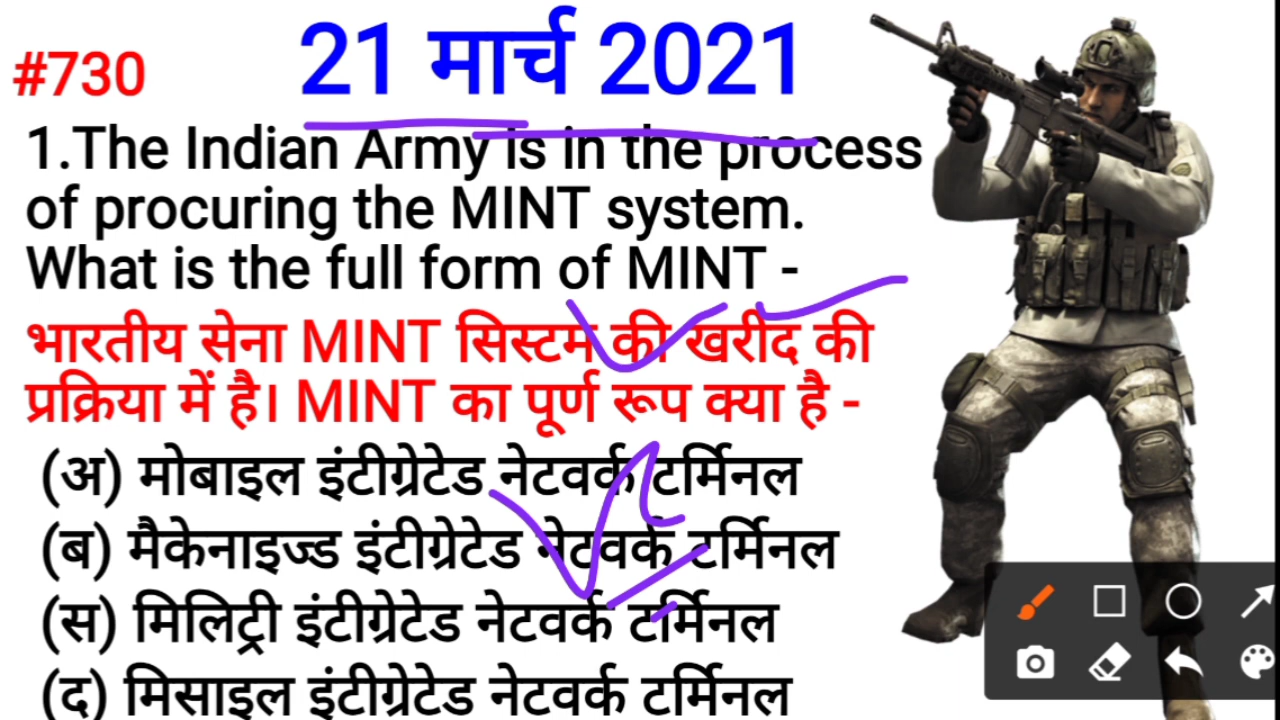 #730
21 मार्च 2021
1.The Indian Army is in the process
of procuring the MINT system.
What is the full form of MINT -
भारतीय सेना MINT सिस्टम की खरीद की
प्रक्रिया में है। MINT का पूर्ण रूप क्या है -
(अ) मोबाइल इंटीग्रेटेड नेटवर्क टर्मिनल
(ब) मैकेनाइज्ड इंटीग्रेटेड नेटवर्क टर्मिनल
(स) मिलिट्री इंटीग्रेटेड नेटवर्क टर्मिनल
(द) मिसाइल इंटीग्रेटेड नेटवर्क टर्मिनल